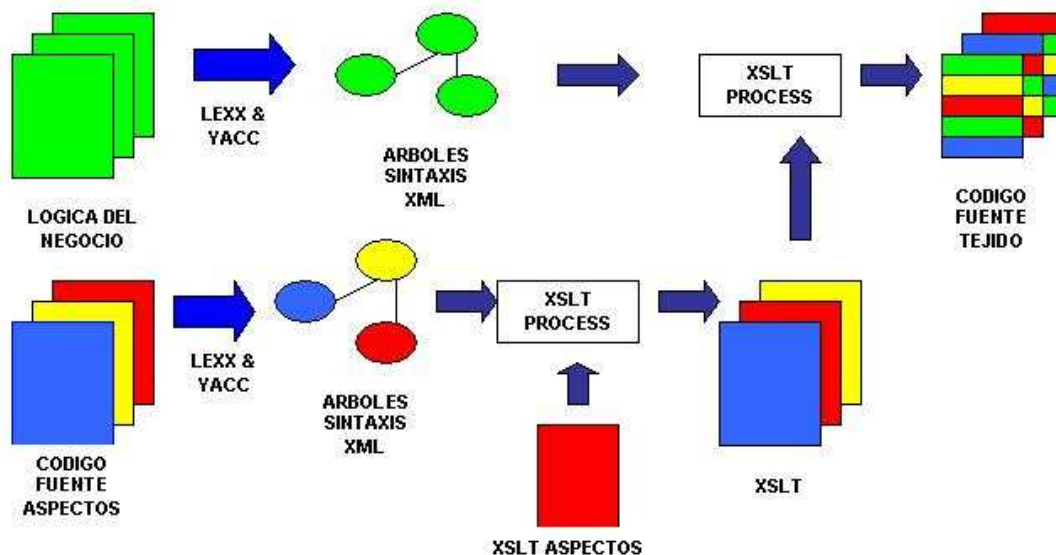 LEXX &
YACC
ARBOLES
SINTAXIS
XML
XSLT
PROCESS
LOGICA DEL
NEGOCIO
CODIGO
FUENTE
TEJIDO
LEXX &
YACC
ARBOLES
SINTAXIS
XML
XSLT
PROCESS
CODIGO
FUENTE
ASPECTOS
XSLT ASPECTOS
XSLT